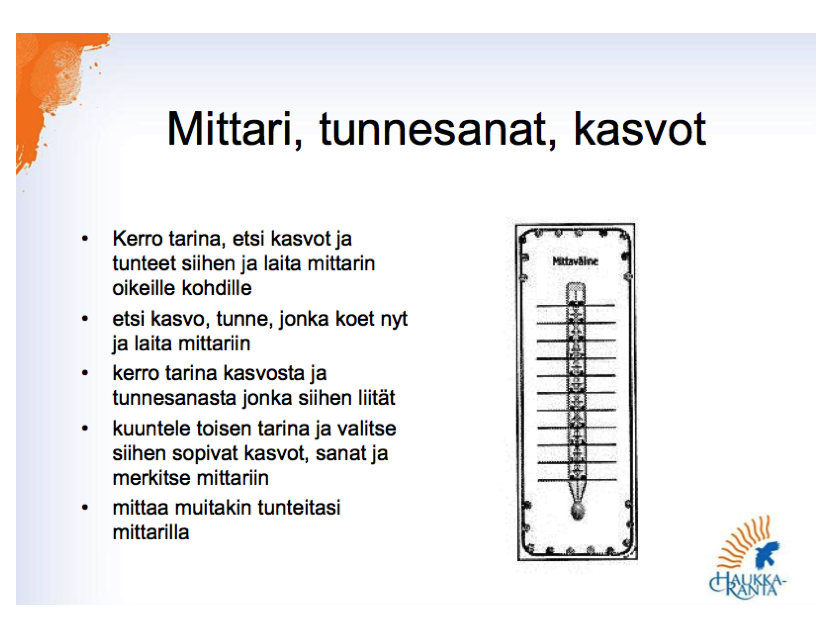 Mittari, tunnesanat, kasvot
• Kerro tarina, etsi kasvot ja
tunteet siihen ja laita mittarin
oikeille kohdille
• etsi kasvo, tunne, jonka koet nyt
ja laita mittariin
• kerro tarina kasvosta ja
tunnesanasta jonka siihen liität
• kuuntele toisen tarina ja valitse
siihen sopivat kasvot, sanat ja
merkitse mittariin
• mittaa muitakin tunteitasi
mittarilla
Mittaväline
HAUKKA-
RANTA